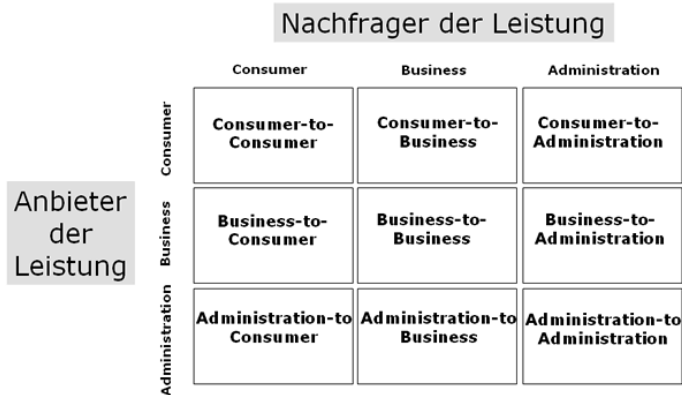 Nachfrager der Leistung
Consumer Business Administration
Consumer
Consumer-to-
Consumer
Consumer-to-
Business
Consumer-to-
Administration
Anbieter
der
Leistung
Business
Business-to-
Consumer
Business-to-
Business
Business-to-
Administration
Administration
Administration-to
Consumer
Administration-to
Business
Administration-to
Administration